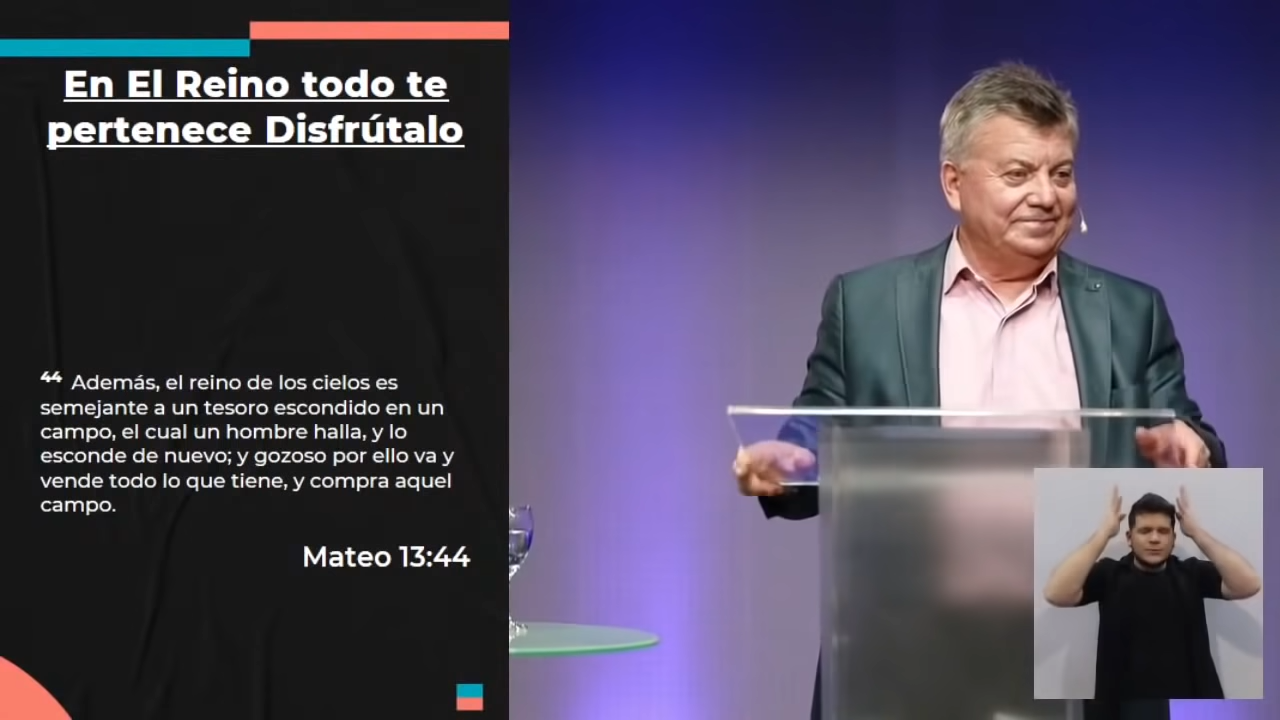 En El Reino todo te
pertenece Disfrútalo
44 Además, el reino de los cielos es
semejante a un tesoro escondido en un
campo, el cual un hombre halla, y lo
esconde de nuevo; y gozoso por ello va y
vende todo lo que tiene, y compra aquel
campo.
Mateo 13:44